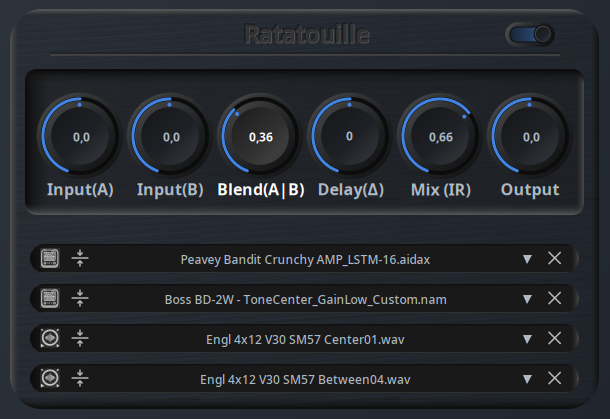 Ratatouille
0,0 0,0 0,36 0 0,66 0,0
Input(A) Input(B) Blend(A|B) Delay(Δ) Mix (IR) Output
Peavey Bandit Crunchy AMP_LSTM-16.aidax
Boss BD-2W - ToneCenter_GainLow_Custom.nam
Engl 4x12 V30 SM57 Center01.wav
Engl 4x12 V30 SM57 Between04.wav